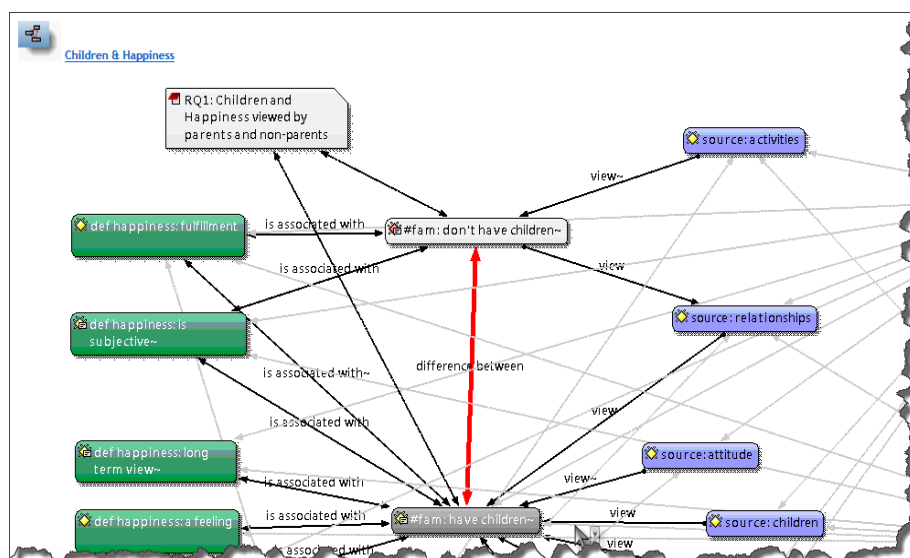 Children & Happiness
RQ1: Children and
Happiness viewed by
parents and non-parents
source: activities
view~
def happiness: fulfillment
is associated with
#fam: don't have children~
is associated with
view
def happiness: is
subjective~
source: relationships
difference between
is associated with~
view
is associated with
def happiness: long
term view~
source: attitude
is associated with
view~
def happiness: a feeling
is associated with
#fam: have children~
view
source: children
is associated with